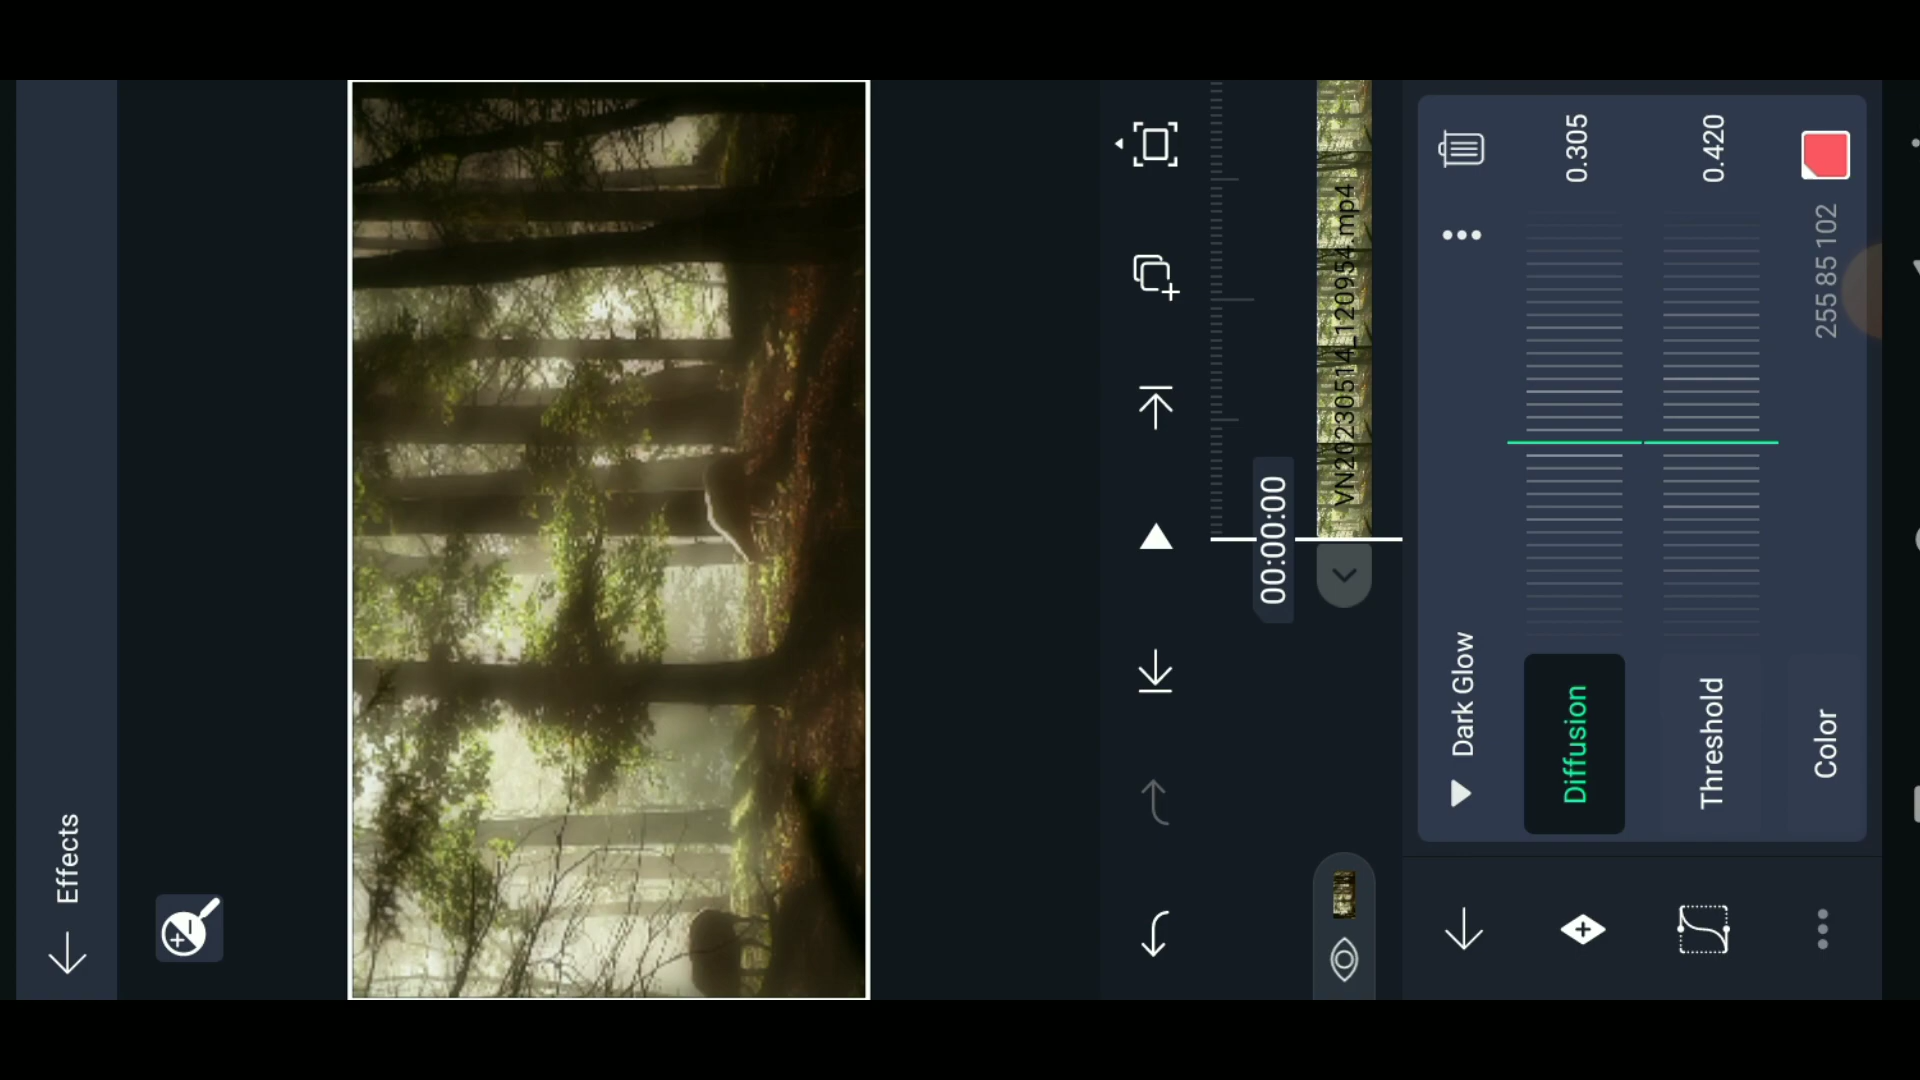 Effects
00:00:00
VN20230514_120954.mp4
Dark Glow
Diffusion
0.305
Threshold
0.420
Color
255 85 102